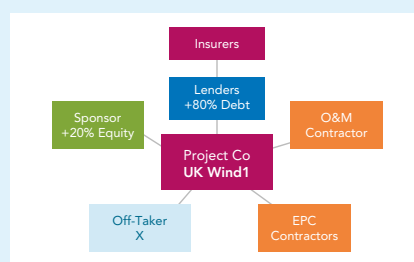 Insurers
Lenders
+80% Debt
Sponsor
+20% Equity
O&M
Contractor
Project Co
UK Wind1
Off-Taker
X
EPC
Contractors